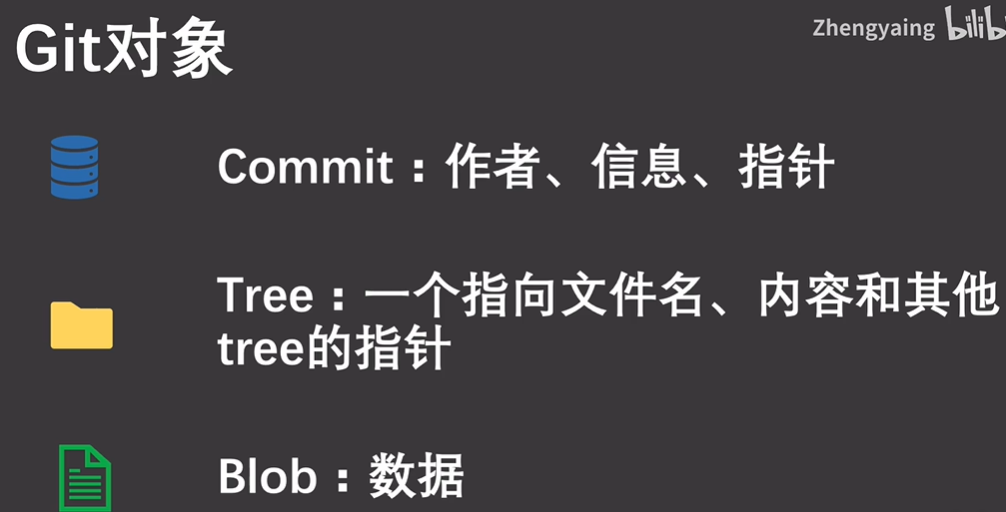 Git对象
Zhengyaing bilib
Commit：作者、信息、指针
Tree：一个指向文件名、内容和其他
tree的指针
Blob：数据